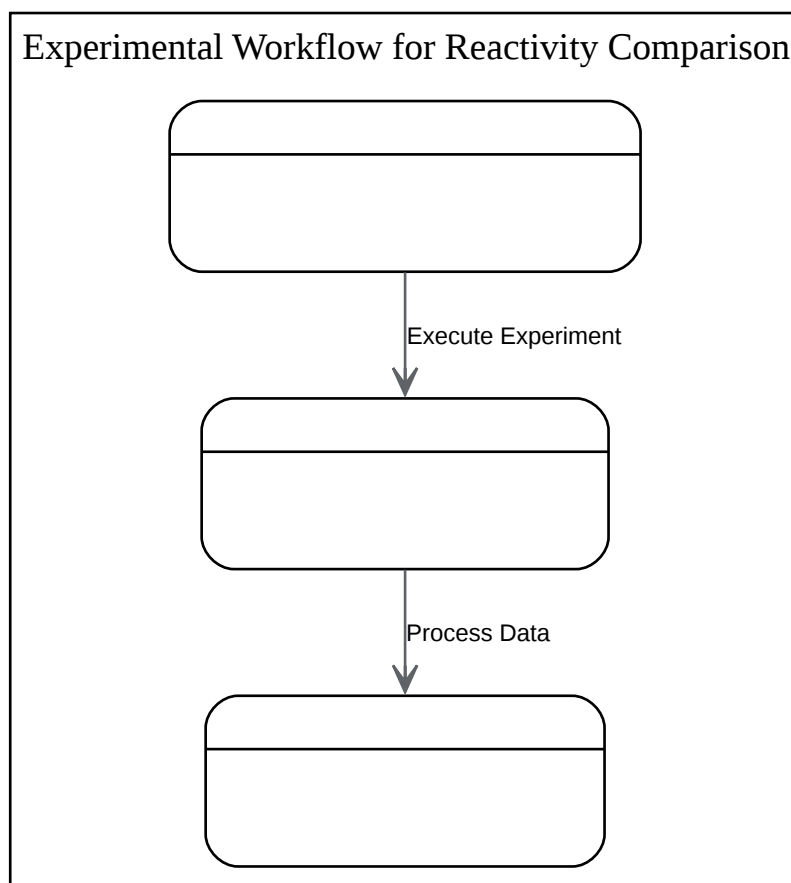 Experimental Workflow for Reactivity Comparison
Execute Experiment
Process Data